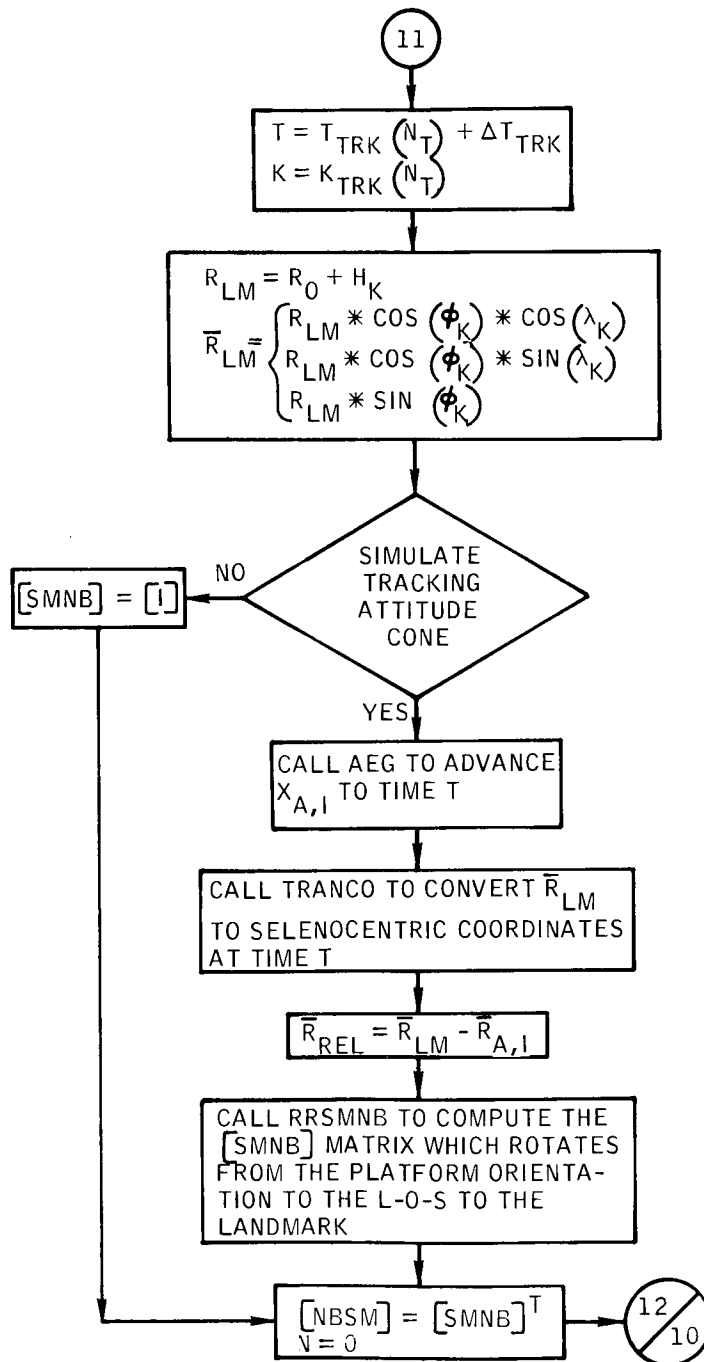 11
T = T_TRK (N_T) + ΔT_TRK
K = K_TRK (N_T)
R_LM = R_O + H_K
R̅_LM = { R_LM * COS (ϕ_K) * COS (λ_K)
R_LM * COS (ϕ_K) * SIN (λ_K)
R_LM * SIN (ϕ_K)
SIMULATE
TRACKING
ATTITUDE
CONE
NO
[SMNB] = [I]
YES
CALL AEG TO ADVANCE
X_A,I TO TIME T
CALL TRANCO TO CONVERT R̅_LM
TO SELENOCENTRIC COORDINATES
AT TIME T
R̅_REL = R̅_LM - R̅_A,I
CALL RRSMNB TO COMPUTE THE
[SMNB] MATRIX WHICH ROTATES
FROM THE PLATFORM ORIENTA-
TION TO THE L-O-S TO THE
LANDMARK
[NBSM] = [SMNB]^T
N = 0
12
10